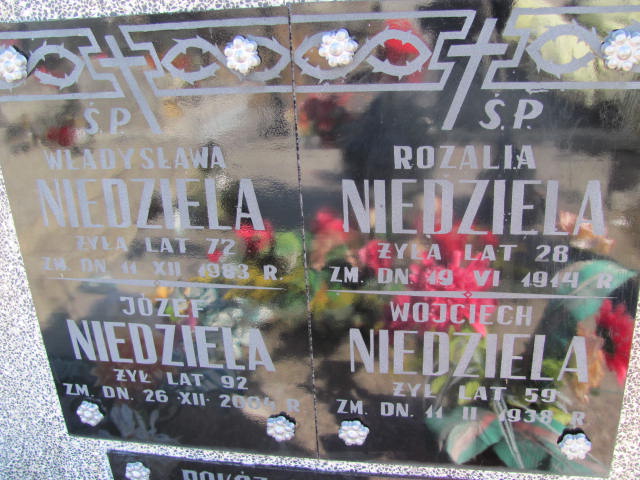 Ś.P.
WŁADYSŁAWA
NIEDZIELA
ŻYŁA LAT 72
ZM. DN. 11 XII 1983 R
JÓZEF
NIEDZIELA
ŻYŁ LAT 92
ZM. DN. 26 XII R
Ś.P.
ROZALIA
NIEDZIELA
ŻYŁA LAT 28
ZM. DN. 19 VI 1914 R
WOJCIECH
NIEDZIELA
ŻYŁ LAT 59
ZM. DN. 11 II 1938 R